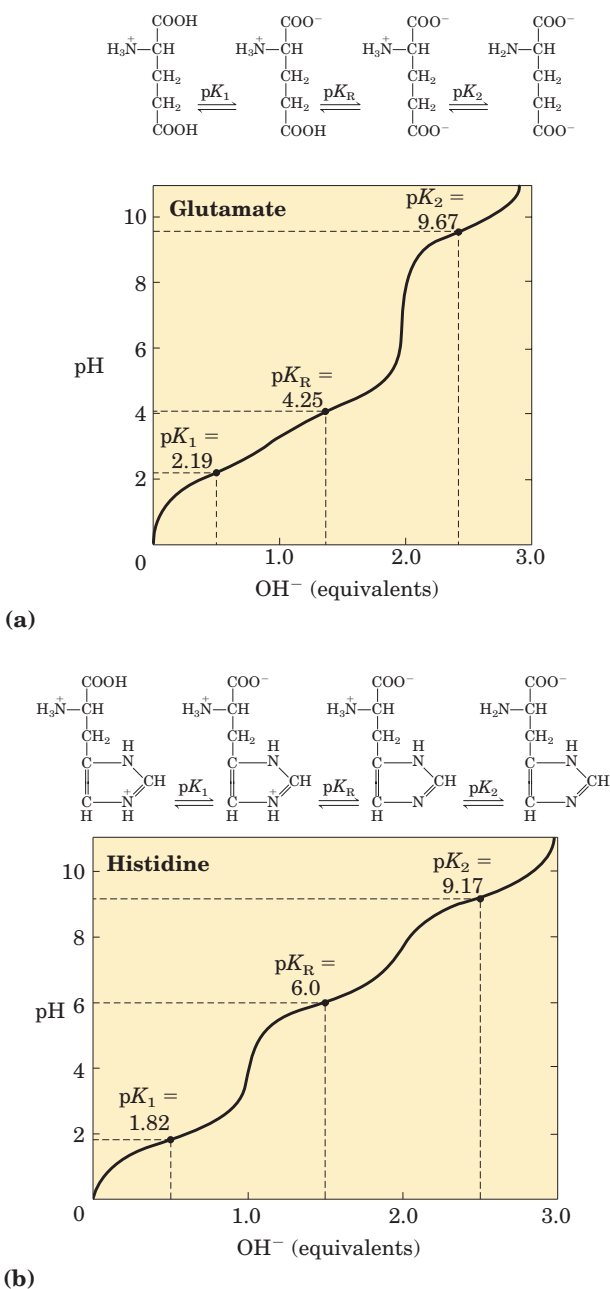 COOH COO⁻ COO⁻ COO⁻
H₃N⁺—CH H₃N⁺—CH H₃N⁺—CH H₂N—CH
CH₂ CH₂ CH₂ CH₂
pK₁ pKR pK₂
CH₂ CH₂ CH₂ CH₂
COOH COOH COO⁻ COO⁻
Glutamate
pK₂ =
9.67
pKR =
4.25
pK₁ =
2.19
pH
10
8
6
4
2
0
1.0 2.0 3.0
OH⁻ (equivalents)
(a)
COOH COO⁻ COO⁻ COO⁻
H₃N⁺—CH H₃N⁺—CH H₃N⁺—CH H₂N—CH
CH₂ H CH₂ H CH₂ H CH₂ H
C N C N C N C N
CH CH CH CH
pK₁ pKR pK₂
C N⁺ C N⁺ C N C N
H H H H H H
Histidine
pK₂ =
9.17
pKR =
6.0
pK₁ =
1.82
pH
10
8
6
4
2
0
1.0 2.0 3.0
OH⁻ (equivalents)
(b)